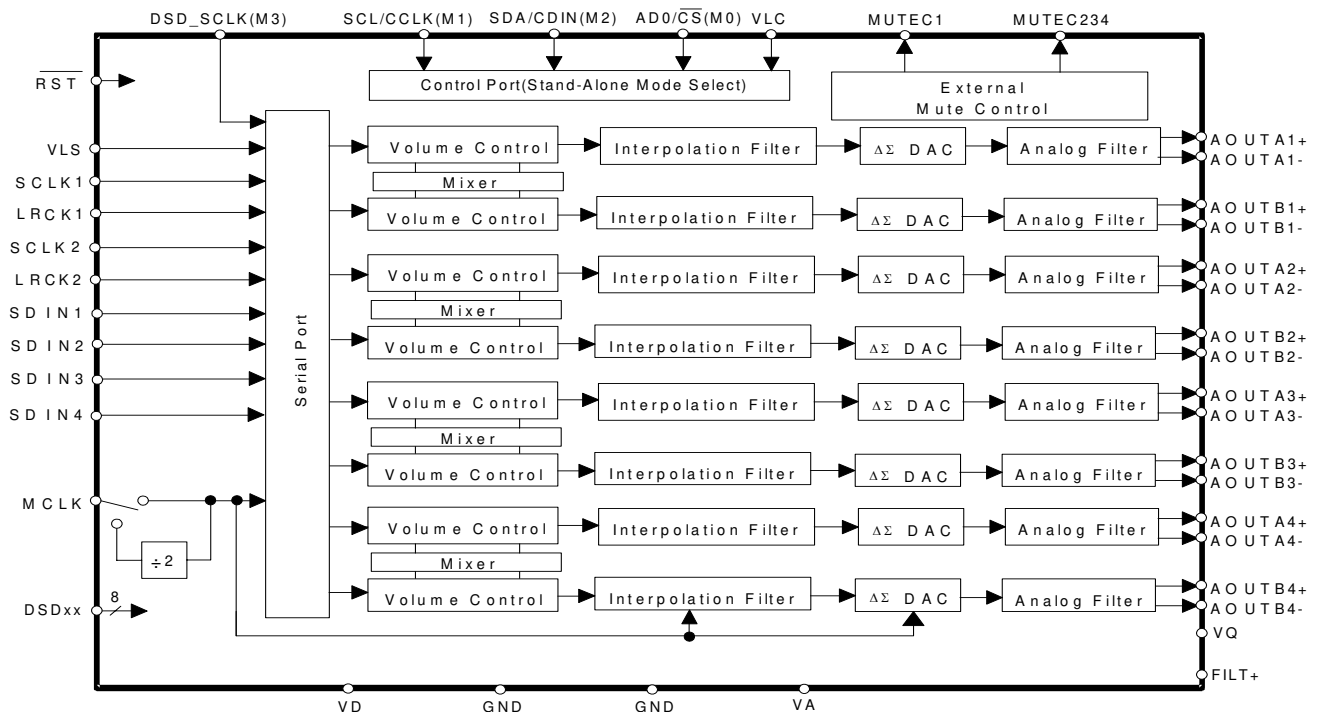 DSD_SCLK(M3) SCL/CCLK(M1) SDA/CDIN(M2) AD0/CS(M0) VLC MUTEC1 MUTEC234
RST
Control Port(Stand-Alone Mode Select)
External
Mute Control
VLS
SCLK1
LRCK1
SCLK2
LRCK2
SDIN1
SDIN2
SDIN3
SDIN4
MCLK
÷2
DSDxx
8
Serial Port
Volume Control Interpolation Filter ΔΣ DAC Analog Filter AOUTA1+
AOUTA1-
Mixer
Volume Control Interpolation Filter ΔΣ DAC Analog Filter AOUTB1+
AOUTB1-
Volume Control Interpolation Filter ΔΣ DAC Analog Filter AOUTA2+
AOUTA2-
Mixer
Volume Control Interpolation Filter ΔΣ DAC Analog Filter AOUTB2+
AOUTB2-
Volume Control Interpolation Filter ΔΣ DAC Analog Filter AOUTA3+
AOUTA3-
Mixer
Volume Control Interpolation Filter ΔΣ DAC Analog Filter AOUTB3+
AOUTB3-
Volume Control Interpolation Filter ΔΣ DAC Analog Filter AOUTA4+
AOUTA4-
Mixer
Volume Control Interpolation Filter ΔΣ DAC Analog Filter AOUTB4+
AOUTB4-
VQ
FILT+
VD GND GND VA